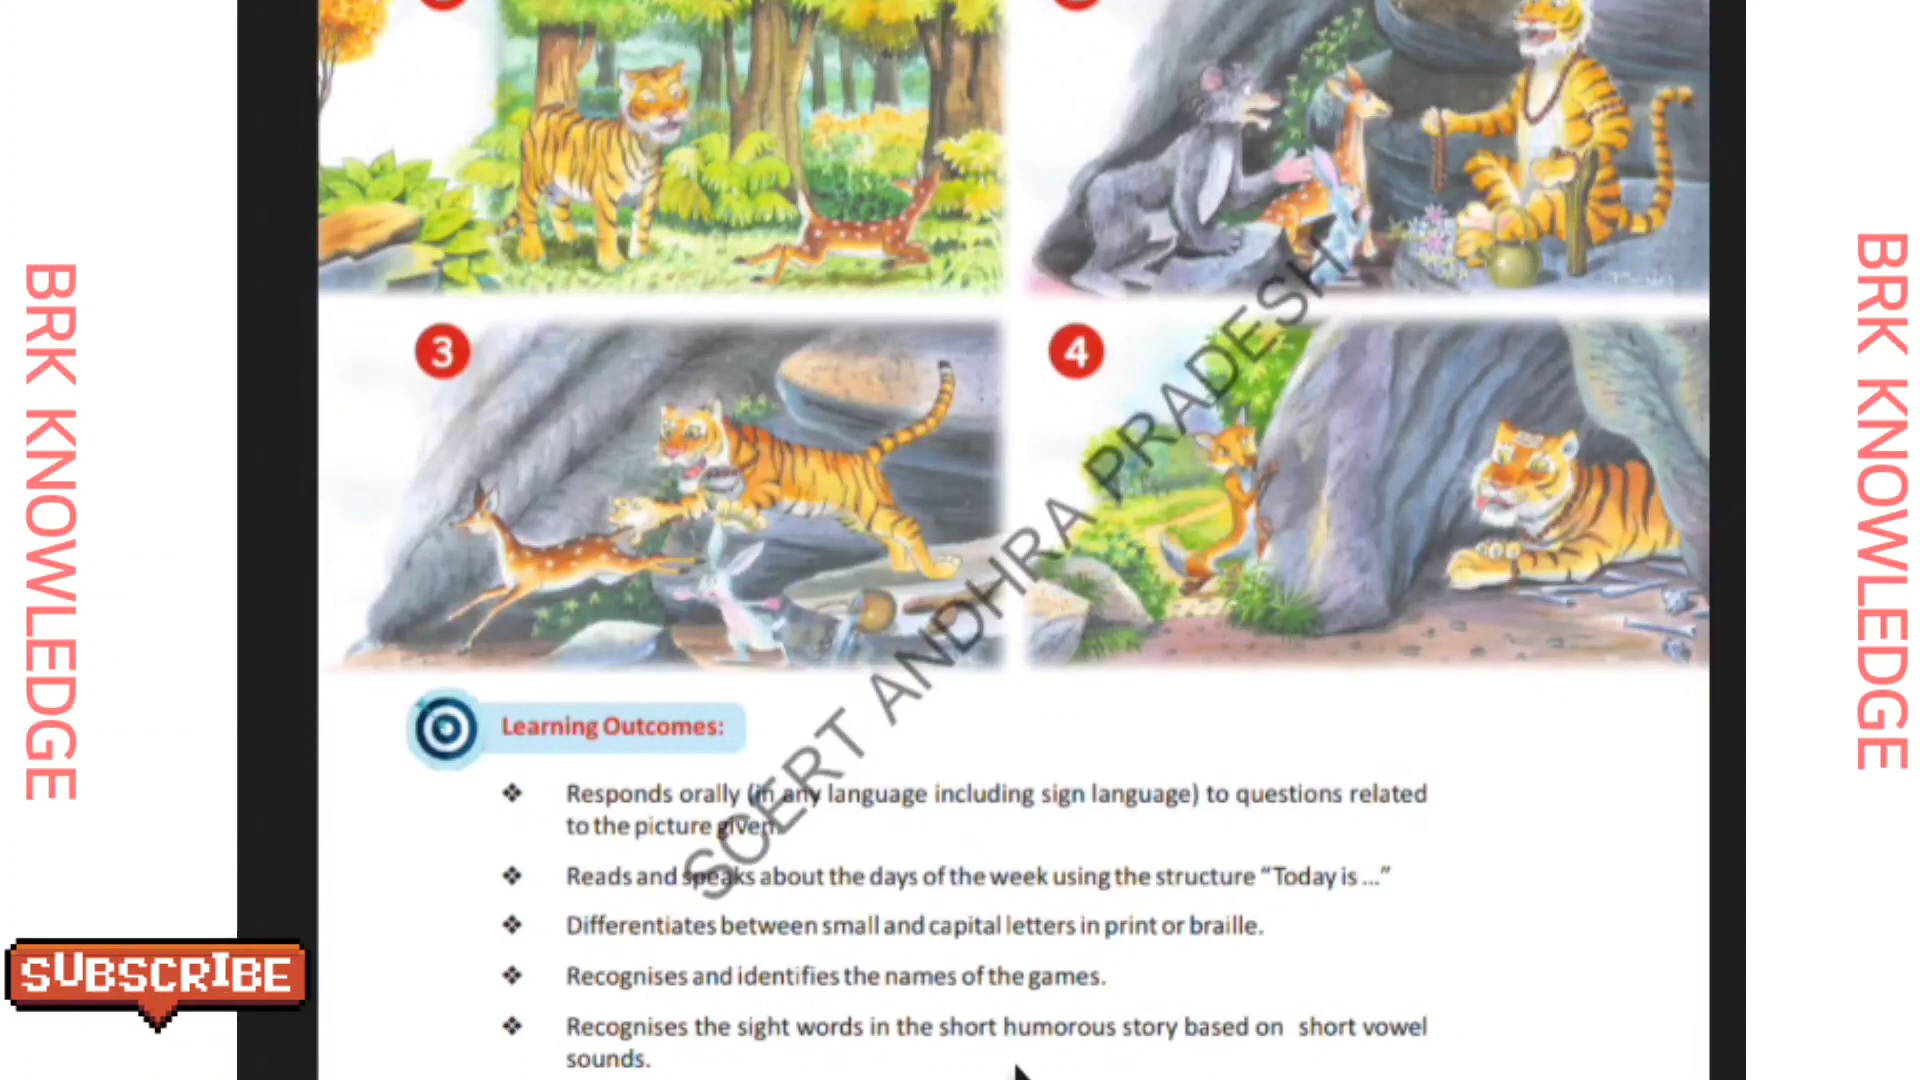 3
4
Learning Outcomes:
❖ Responds orally (in any language including sign language) to questions related
to the picture given.
❖ Reads and speaks about the days of the week using the structure “Today is ...”
❖ Differentiates between small and capital letters in print or braille.
❖ Recognises and identifies the names of the games.
❖ Recognises the sight words in the short humorous story based on short vowel
sounds.
SCERT ANDHRA PRADESH
BRK KNOWLEDGE
BRK KNOWLEDGE
SUBSCRIBE